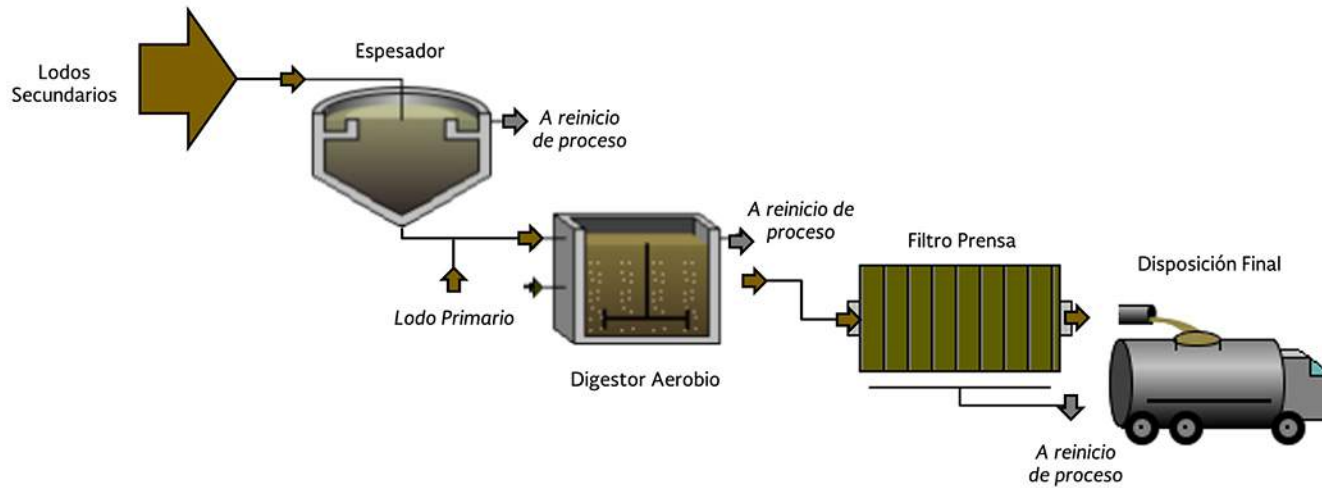 Lodos
Secundarios
Espesador
A reinicio
de proceso
Lodo Primario
Digestor Aerobio
A reinicio de
proceso
Filtro Prensa
A reinicio
de proceso
Disposición Final